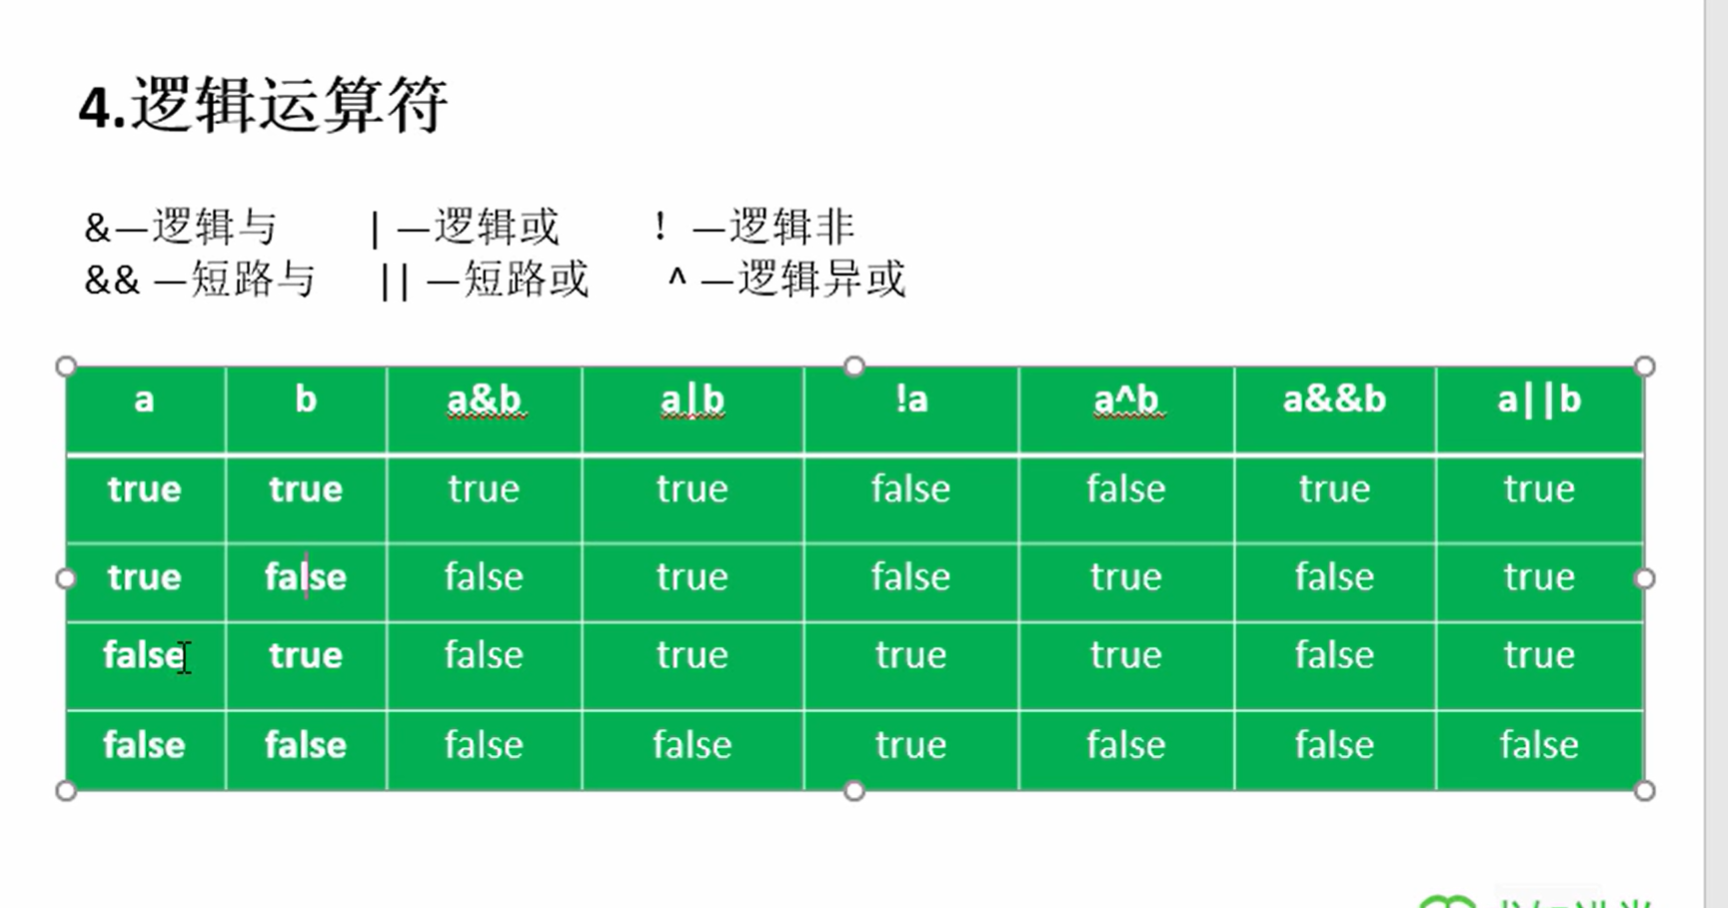 4.逻辑运算符
&—逻辑与 | —逻辑或 ! —逻辑非
&& —短路与 || —短路或 ^ —逻辑异或
a b a&b a|b !a a^b a&&b a||b
true true true true false false true true
true false false true false true false true
false true false true true true false true
false false false false true false false false